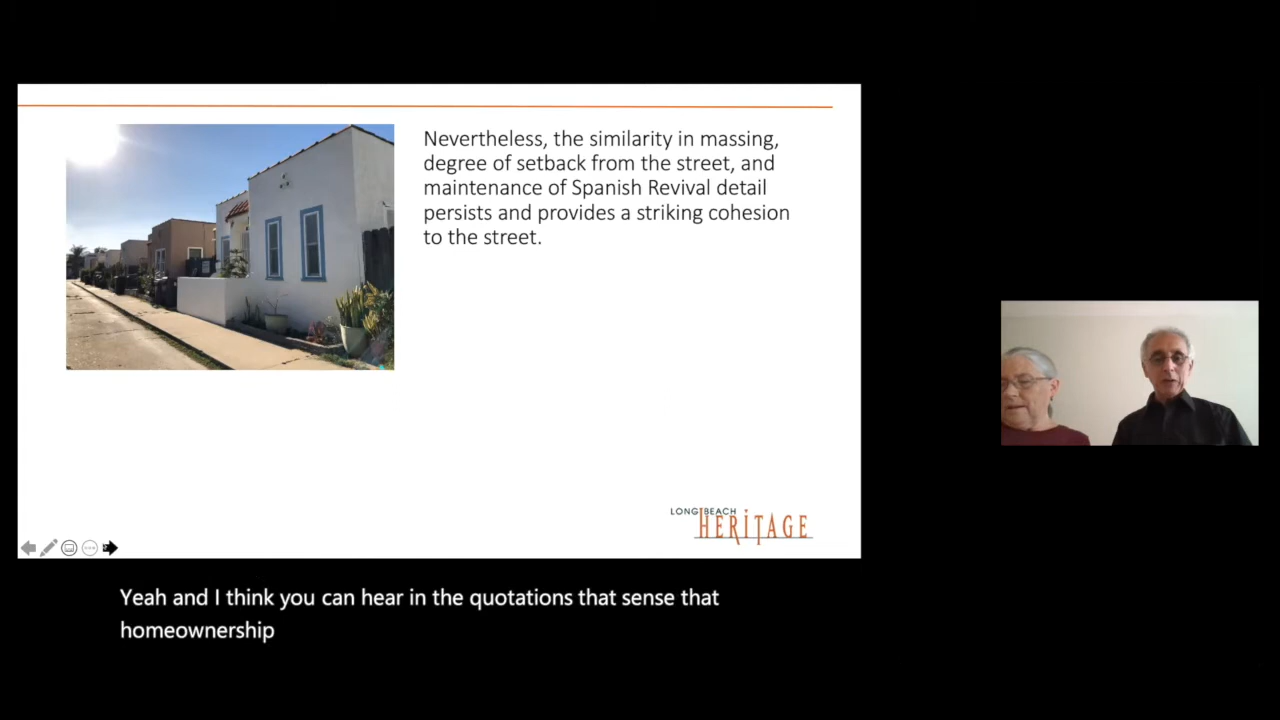 Nevertheless, the similarity in massing,
degree of setback from the street, and
maintenance of Spanish Revival detail
persists and provides a striking cohesion
to the street.
LONG BEACH
HERiTAGE
Yeah and I think you can hear in the quotations that sense that
homeownership